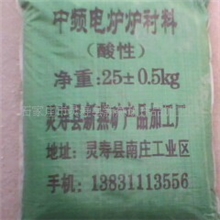 中频电炉炉材料
(酸性)
净重:25±0.5kg
灵寿县新燕矿产品加工厂
地址:灵寿县南庄工业区
手机:13831113556